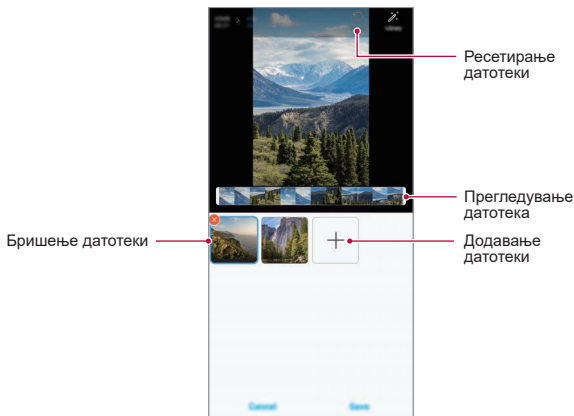 Ресетирање
датотеки
Прегледување
датотека
Бришење датотеки
Додавање
датотеки
Cancel
Save